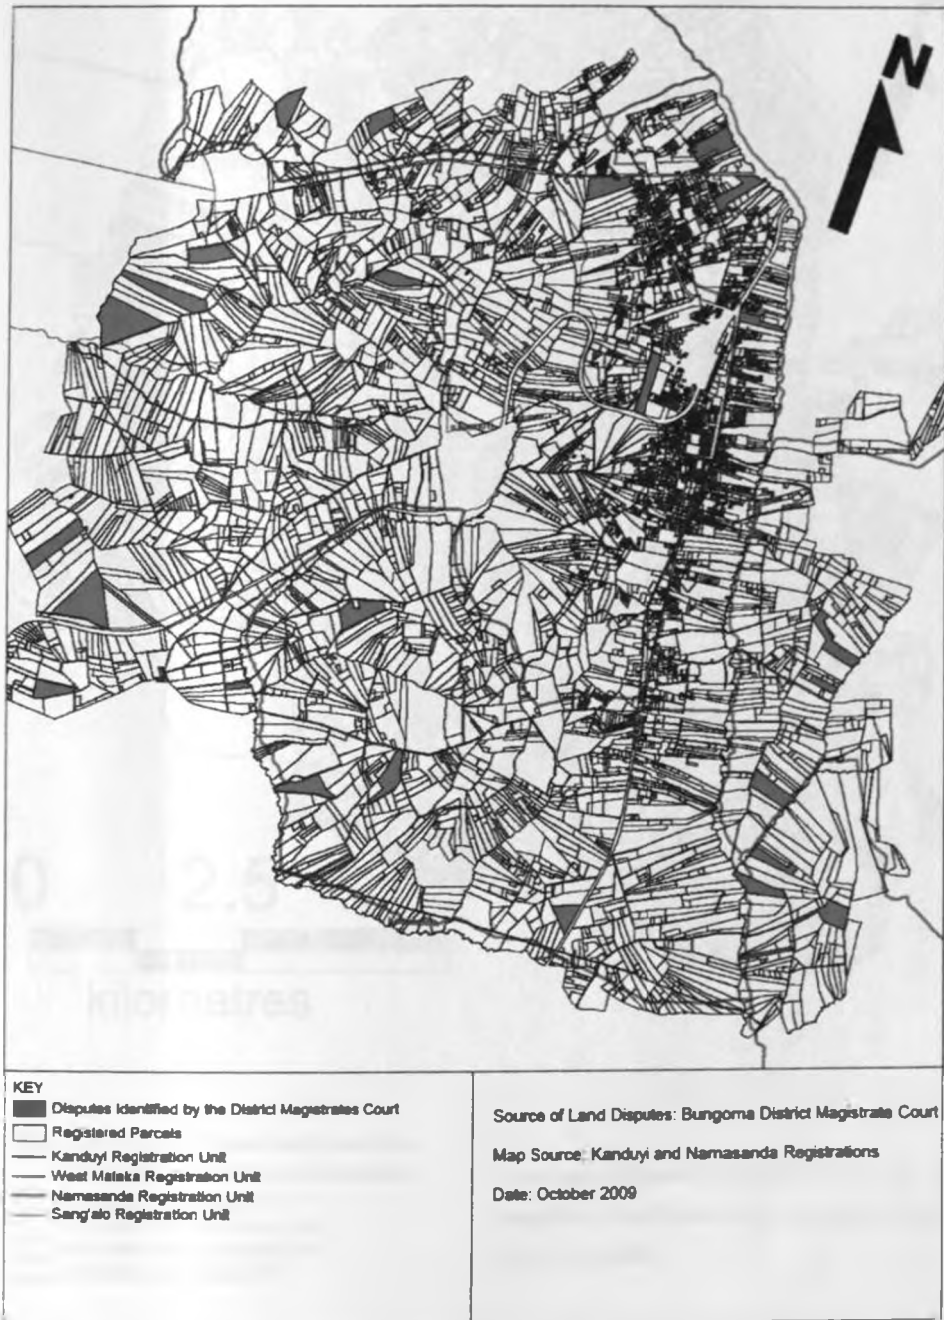 N
0 2.5
kilometres
KEY
Disputes Identified by the District Magistrates Court
Registered Parcels
Kanduyi Registration Unit
West Mateka Registration Unit
Namasanda Registration Unit
Sang'alo Registration Unit
Source of Land Disputes: Bungoma District Magistrate Court
Map Source: Kanduyi and Namasanda Registrations
Date: October 2009